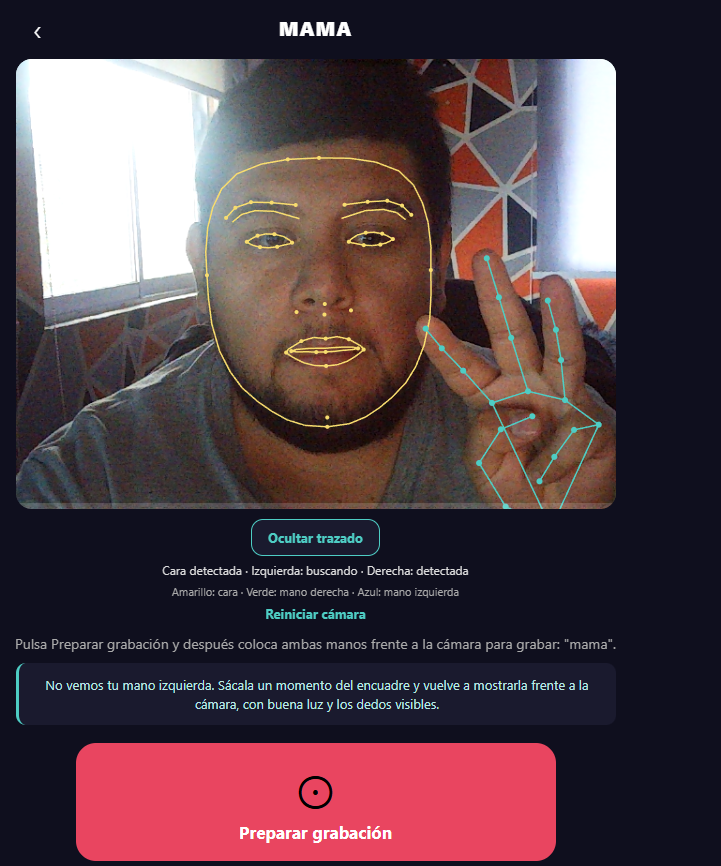 ‹ MAMA
Ocultar trazado
Cara detectada · Izquierda: buscando · Derecha: detectada
Amarillo: cara · Verde: mano derecha · Azul: mano izquierda
Reiniciar cámara
Pulsa Preparar grabación y después coloca ambas manos frente a la cámara para grabar: "mama".
No vemos tu mano izquierda. Sácala un momento del encuadre y vuelve a mostrarla frente a la
cámara, con buena luz y los dedos visibles.
Preparar grabación